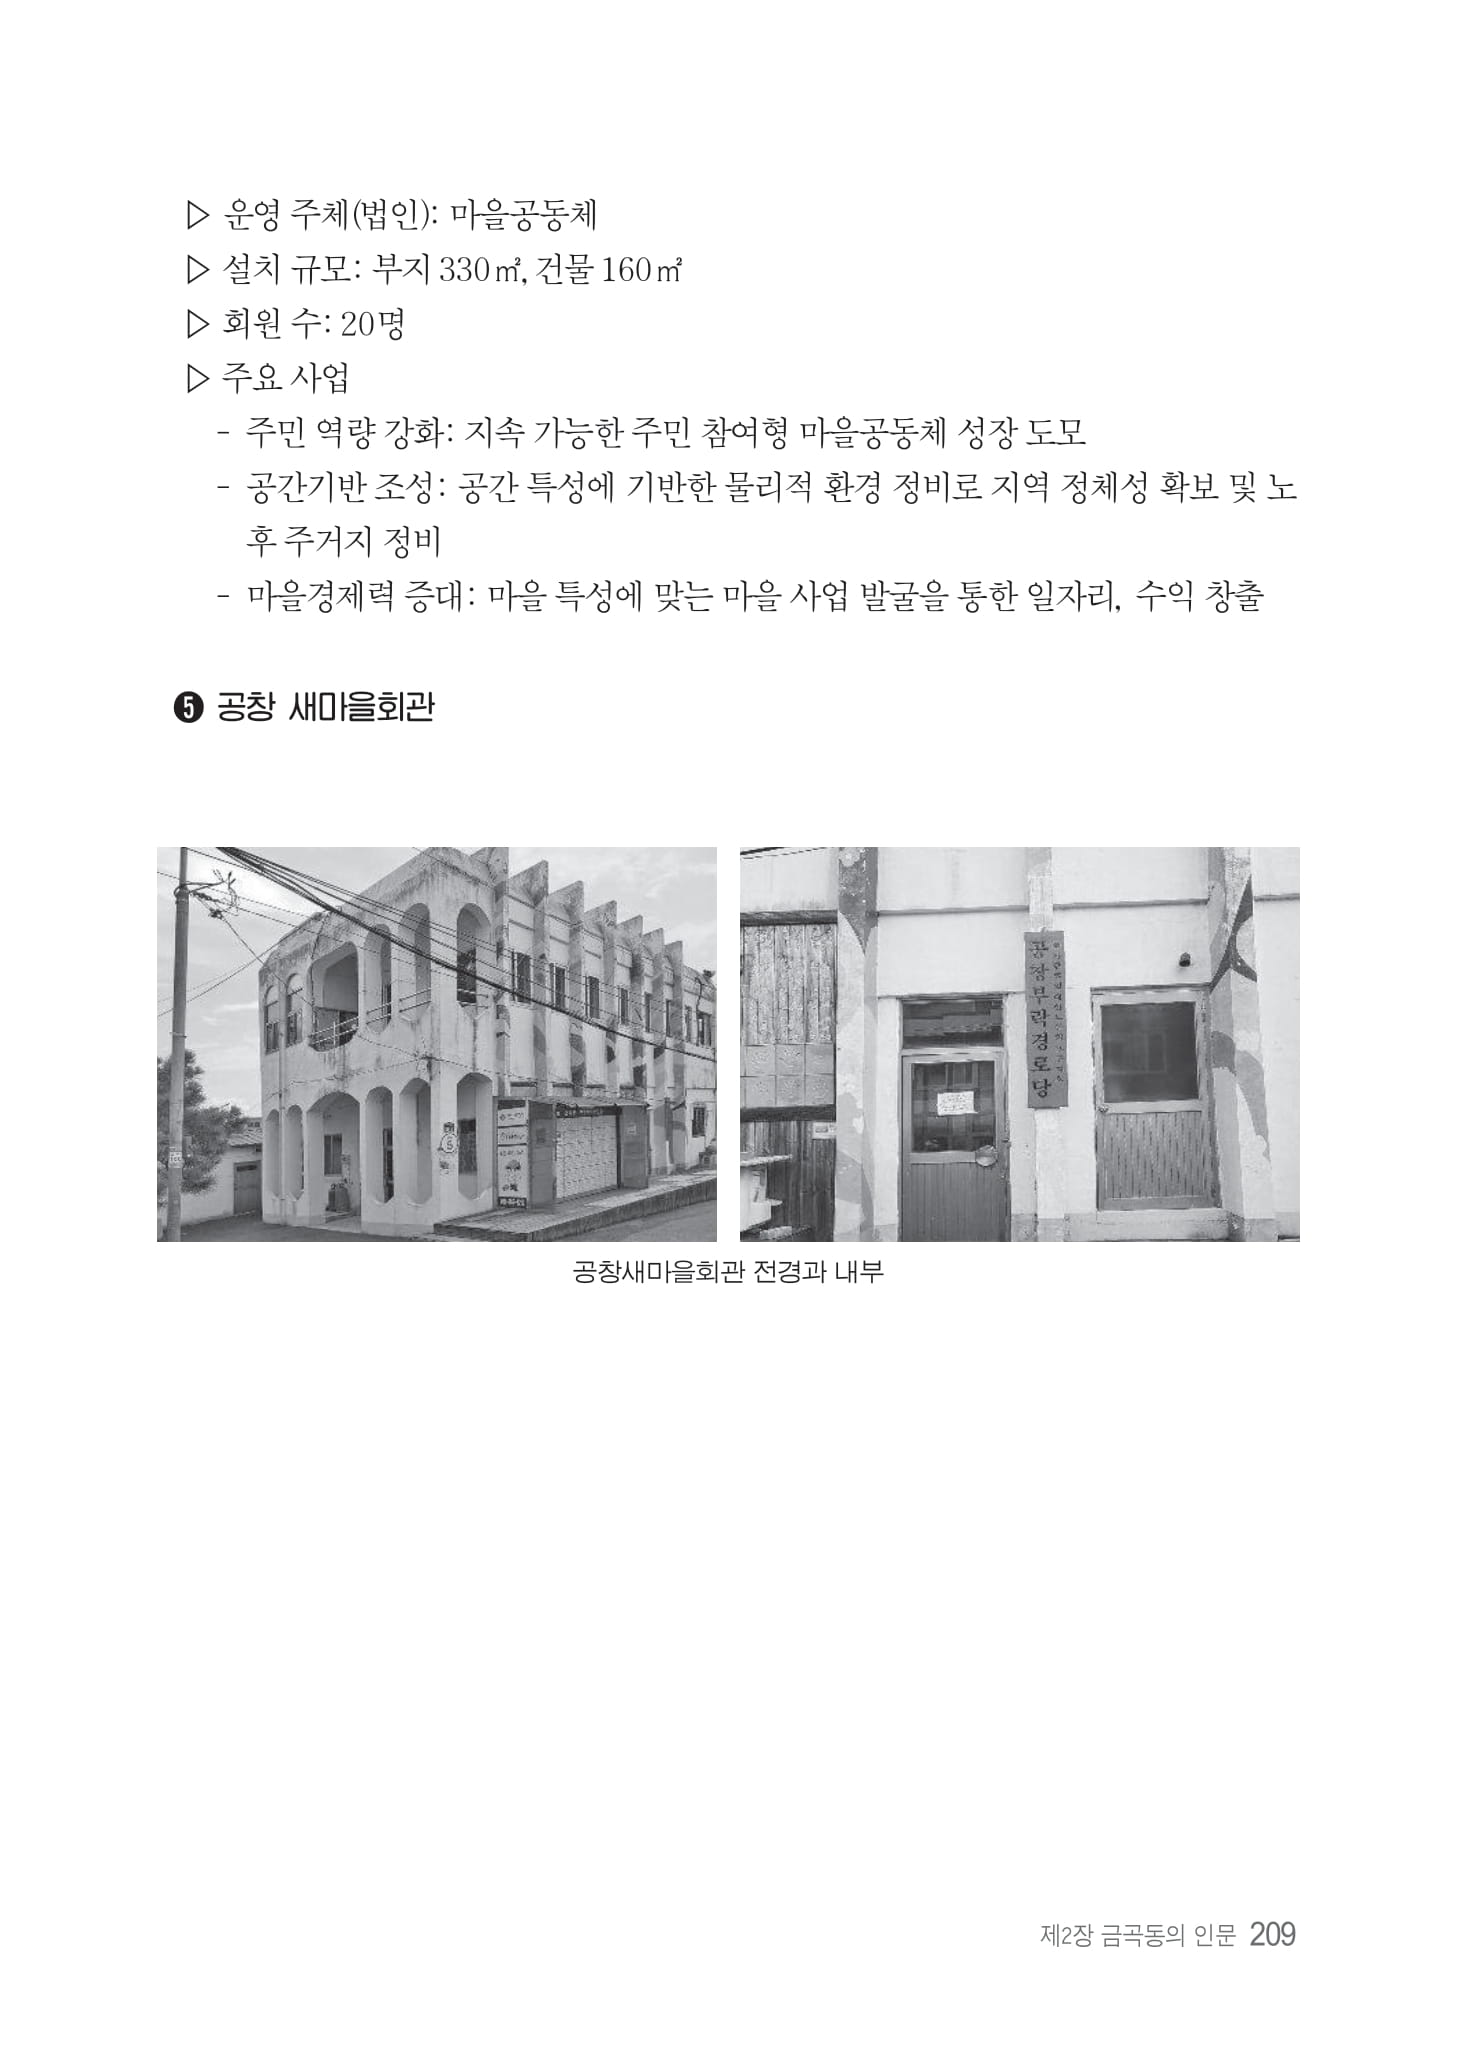 ▷ 운영 주체(법인): 마을공동체
▷ 설치 규모: 부지 330㎡, 건물 160㎡
▷ 회원 수: 20명
▷ 주요 사업
- 주민 역량 강화: 지속 가능한 주민 참여형 마을공동체 성장 도모
- 공간기반 조성: 공간 특성에 기반한 물리적 환경 정비로 지역 정체성 확보 및 노
후 주거지 정비
- 마을경제력 증대: 마을 특성에 맞는 마을 사업 발굴을 통한 일자리, 수익 창출
❺ 공창 새마을회관
공창부락경로당
공창새마을회관 전경과 내부
제2장 금곡동의 인문 209